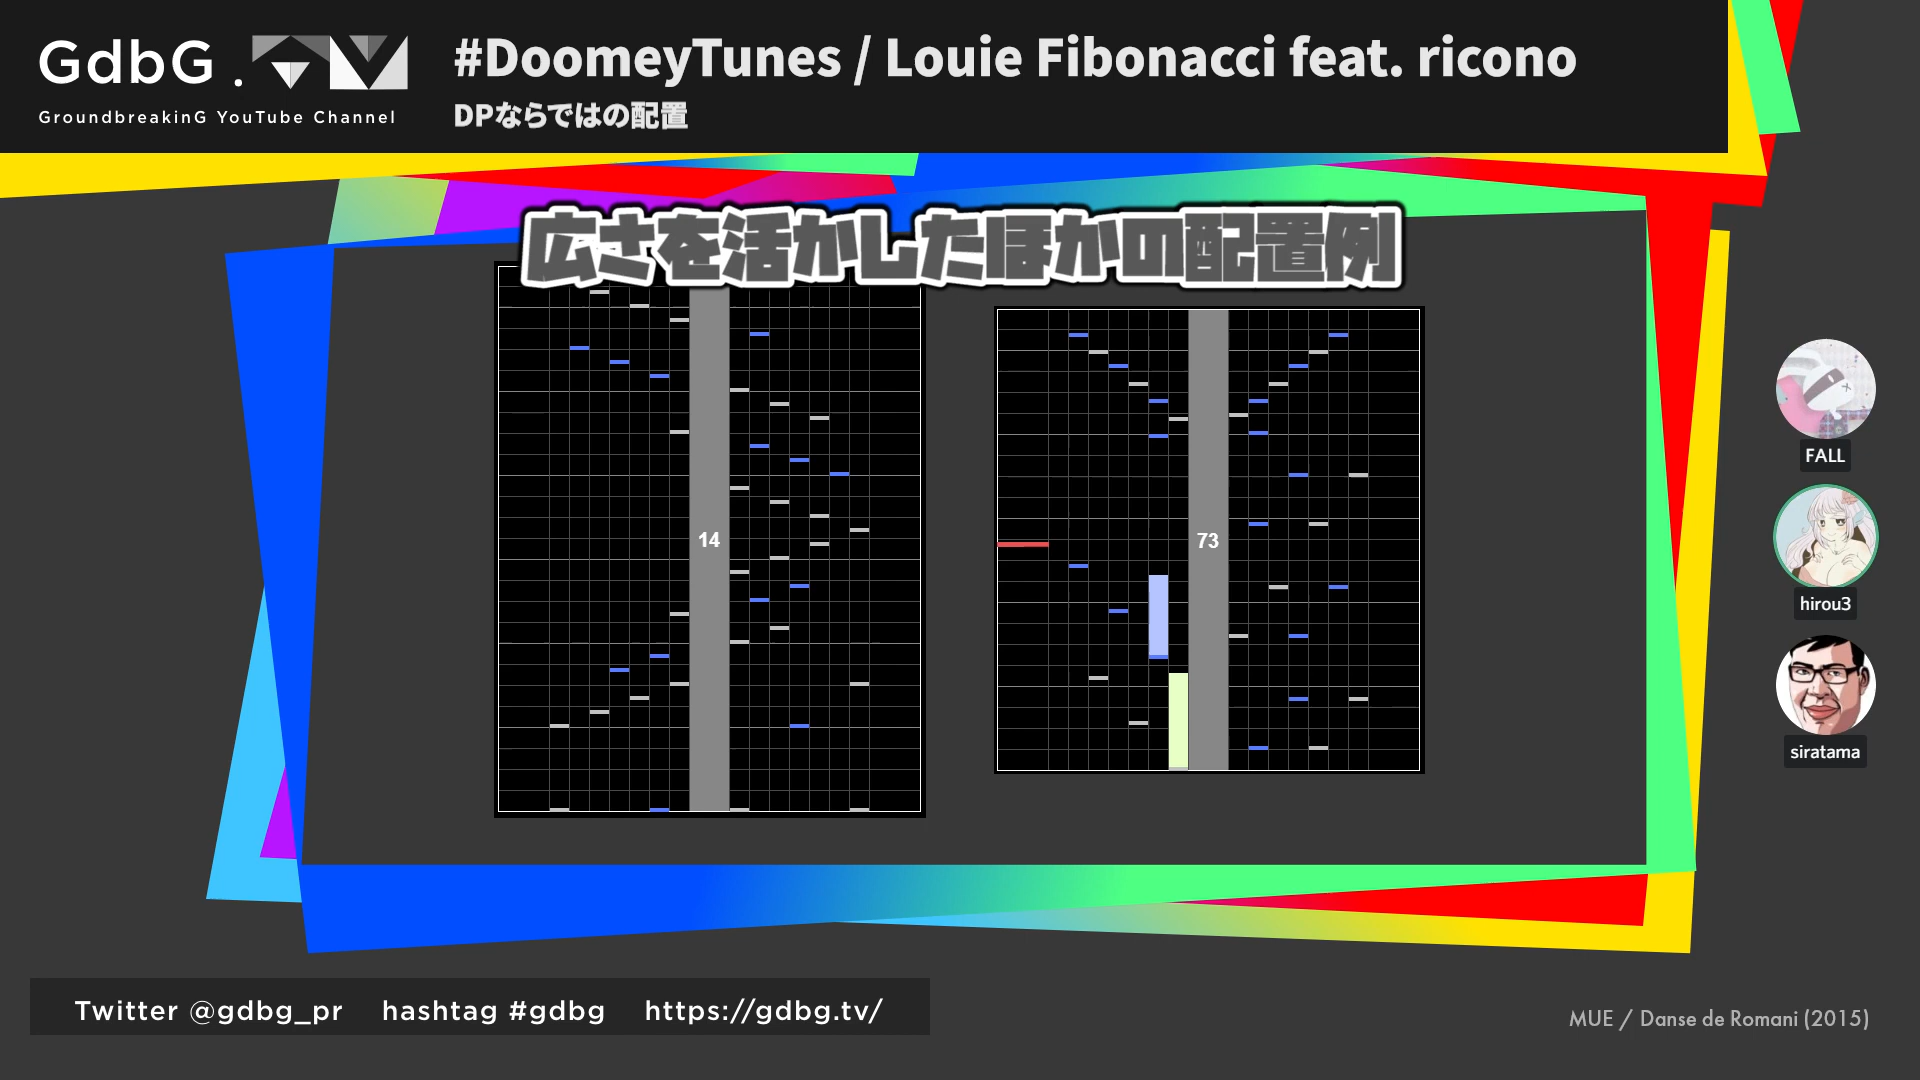 GdbG.TV
GroundbreakinG YouTube Channel
#DoomeyTunes / Louie Fibonacci feat. ricono
DPならではの配置
広さを活かしたほかの配置例
14
73
FALL
hirou3
siratama
Twitter @gdbg_pr hashtag #gdbg https://gdbg.tv/
MUE / Danse de Romani (2015)